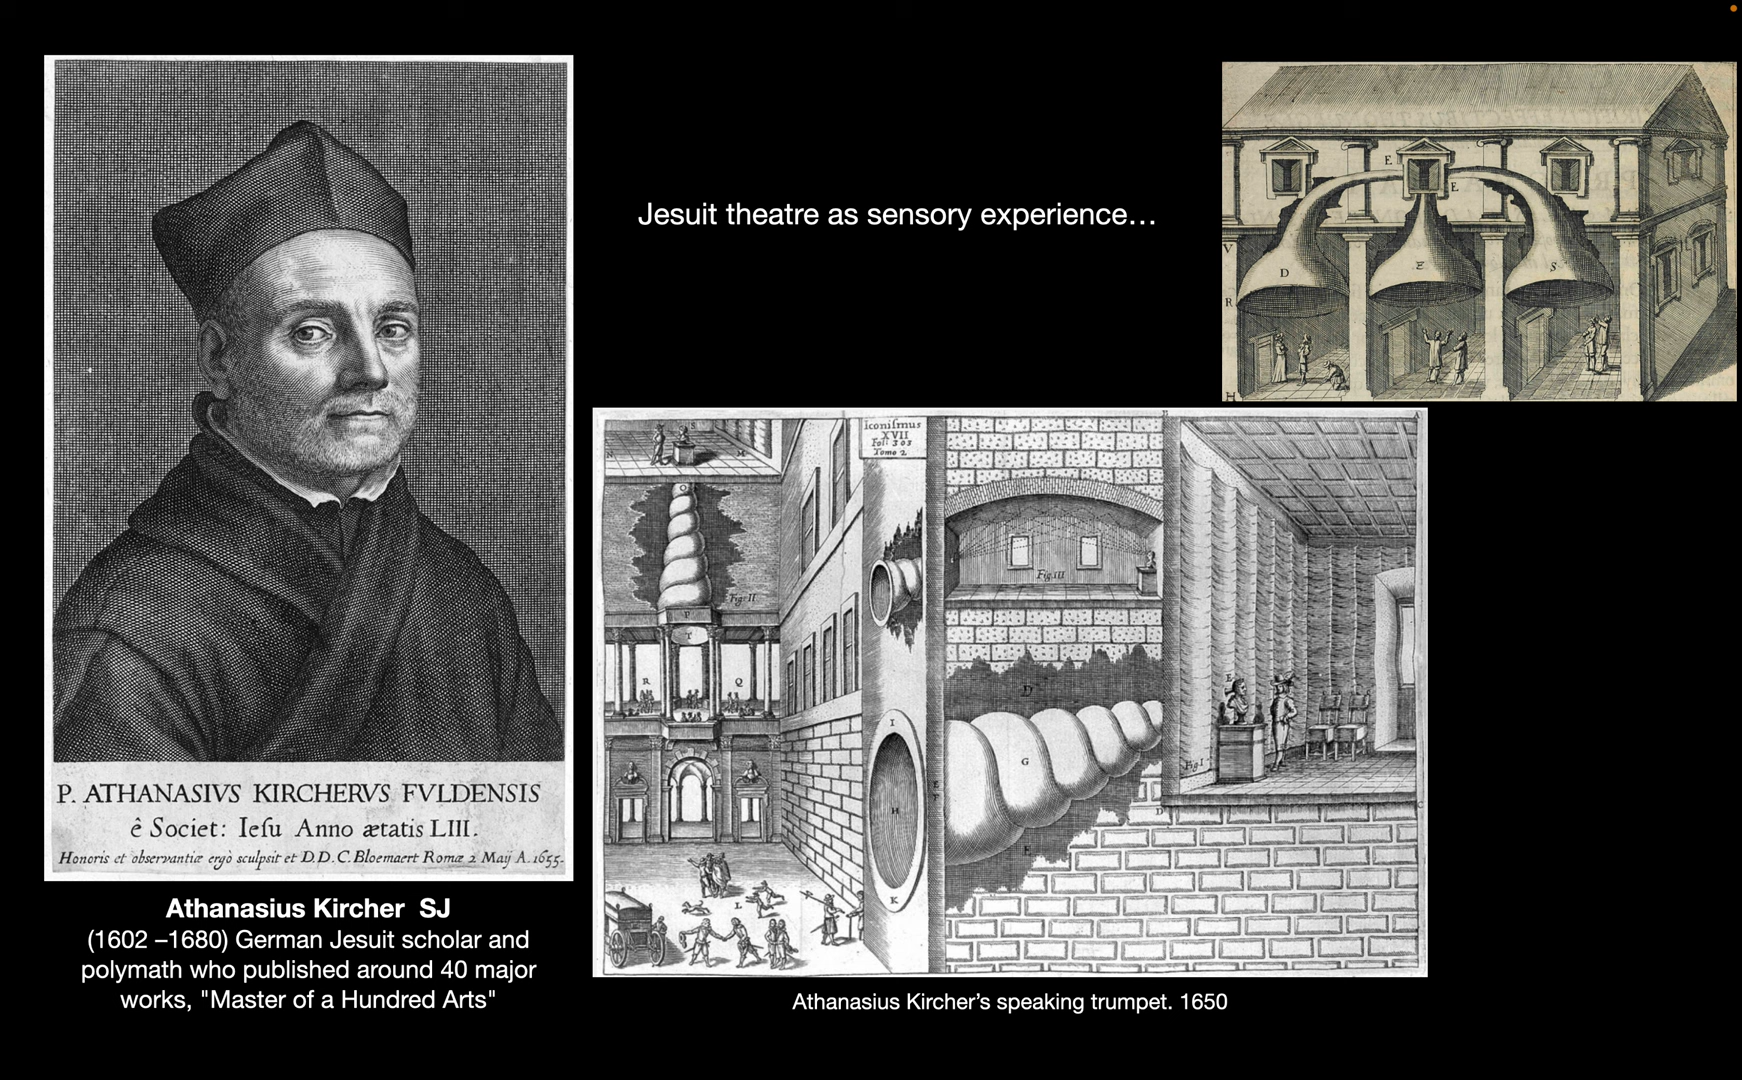 Jesuit theatre as sensory experience…
P. ATHANASIVS KIRCHERVS FVLDENSIS
ê Societ: Iesu Anno ætatis LIII.
Honoris et observantiæ ergò sculpsit et D.D. C. Bloemaert Romæ 2 Maij A. 1655.
Athanasius Kircher SJ
(1602 –1680) German Jesuit scholar and
polymath who published around 40 major
works, "Master of a Hundred Arts"
E
E
V
D
E
S
R
H
Iconismus
XVII
Fol: 303
Tomo 2
N
S
M
Fig: II
T
R
Q
L
Fig: III
D
G
I
H
K
E
Fig I
D
C
A
Athanasius Kircher’s speaking trumpet. 1650